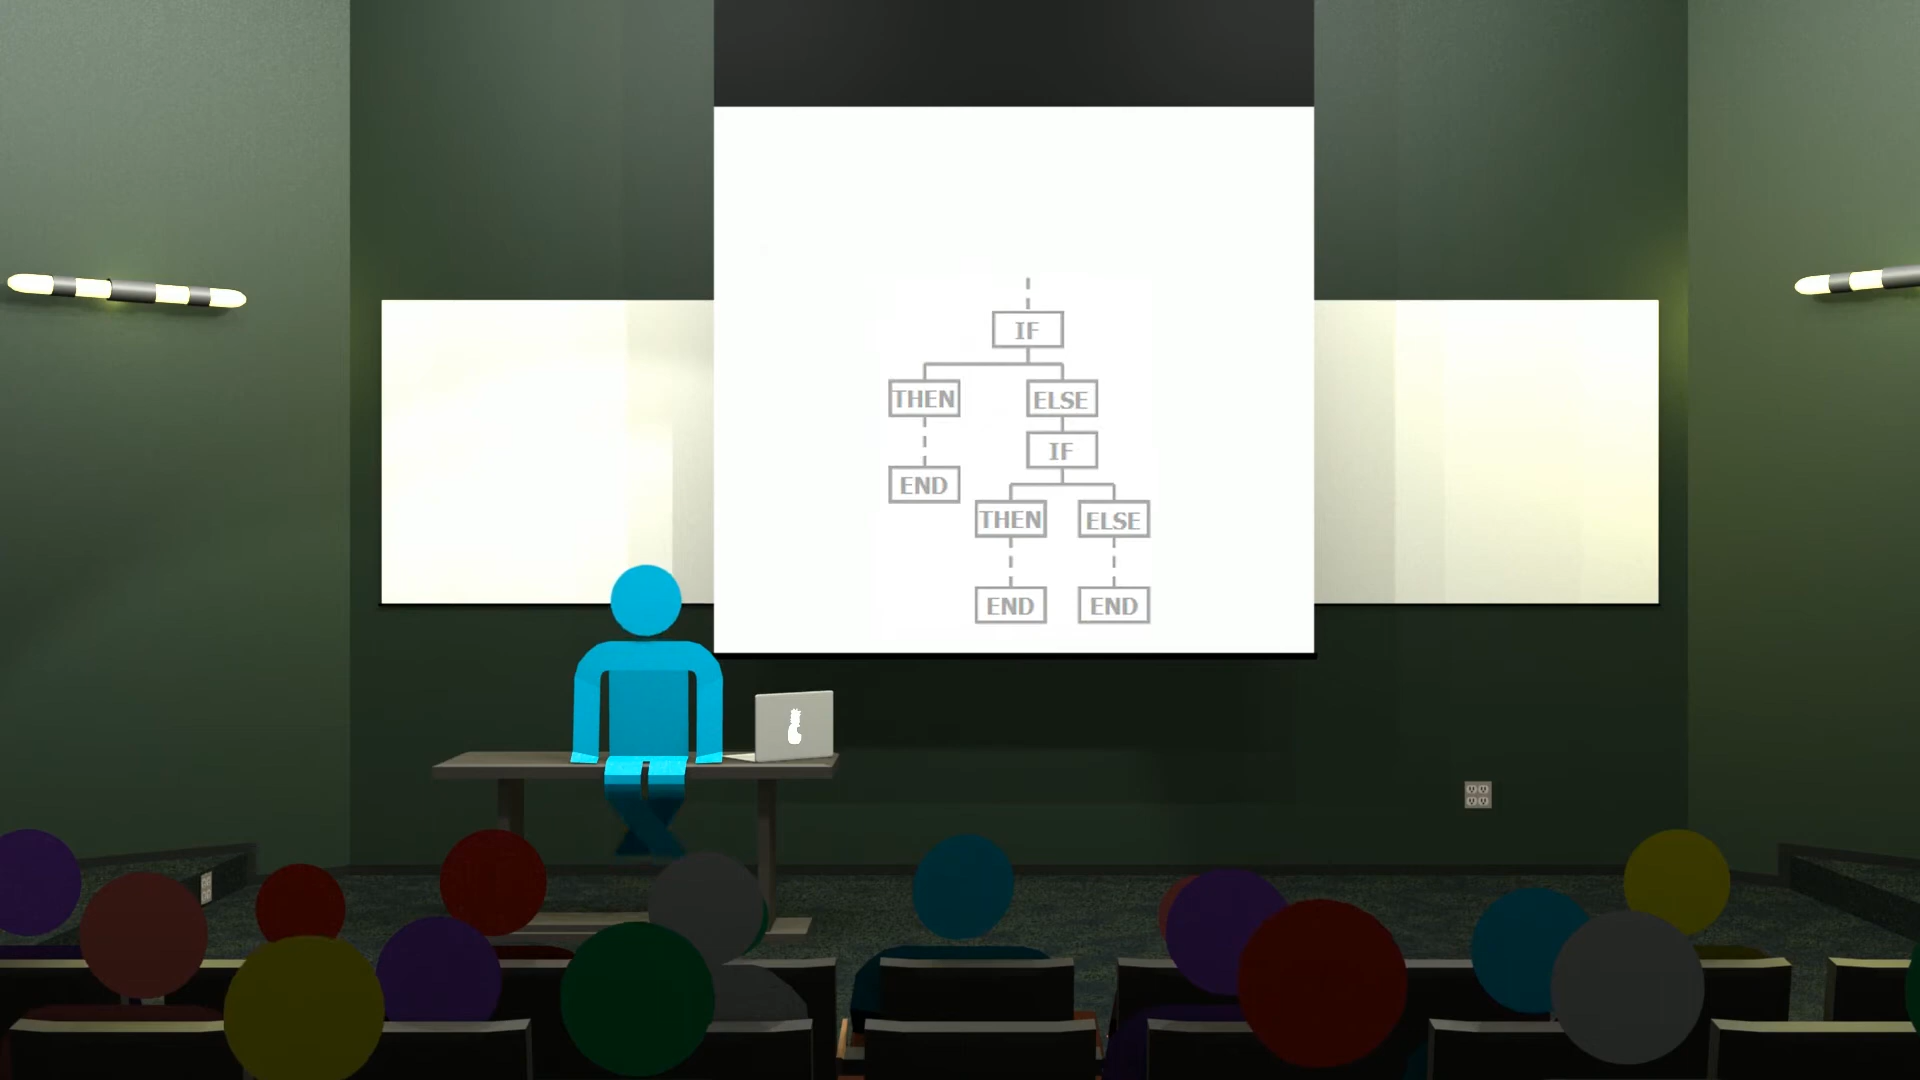 IF
THEN ELSE
IF
END
THEN ELSE
END END